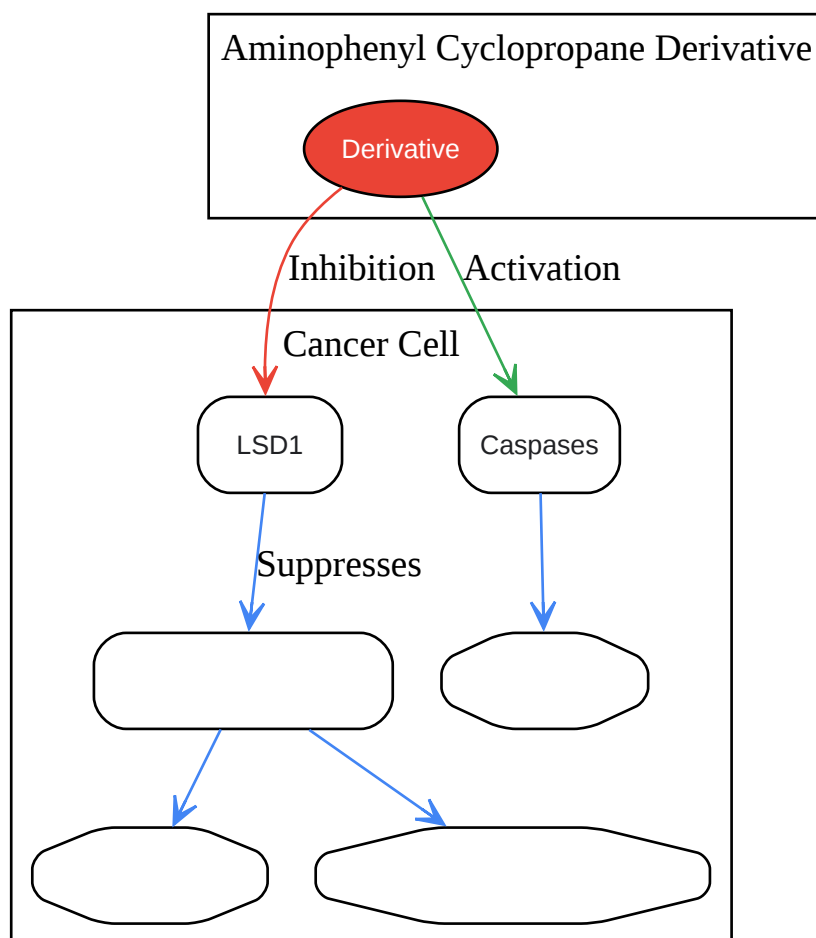 Aminophenyl Cyclopropane Derivative
Derivative
Inhibition
Activation
Cancer Cell
LSD1
Caspases
Suppresses